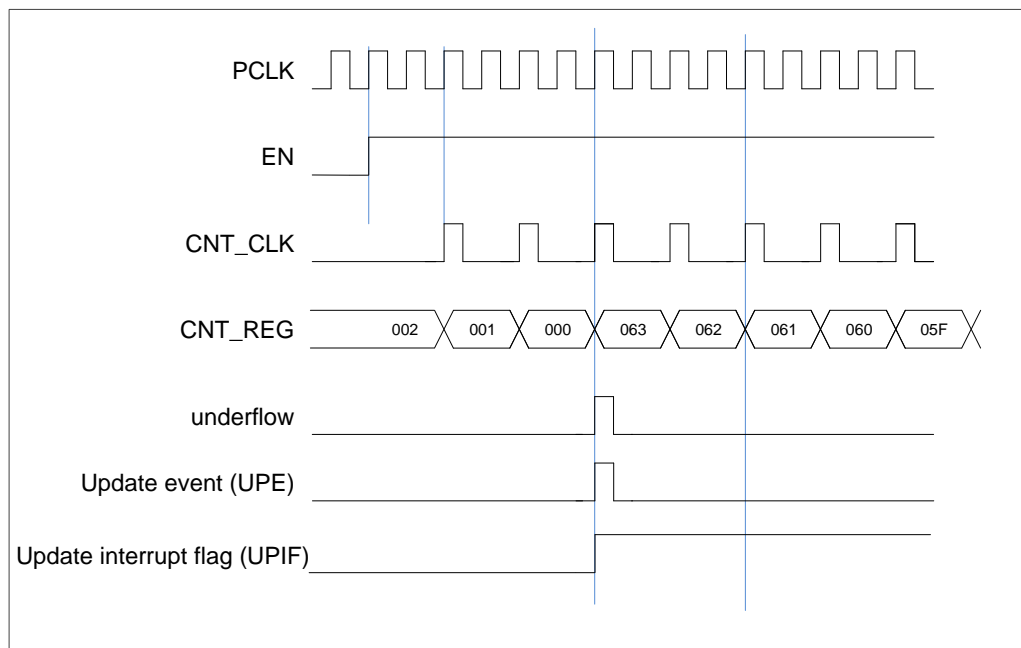 PCLK
EN
CNT_CLK
CNT_REG 002 001 000 063 062 061 060 05F
underflow
Update event (UPE)
Update interrupt flag (UPIF)